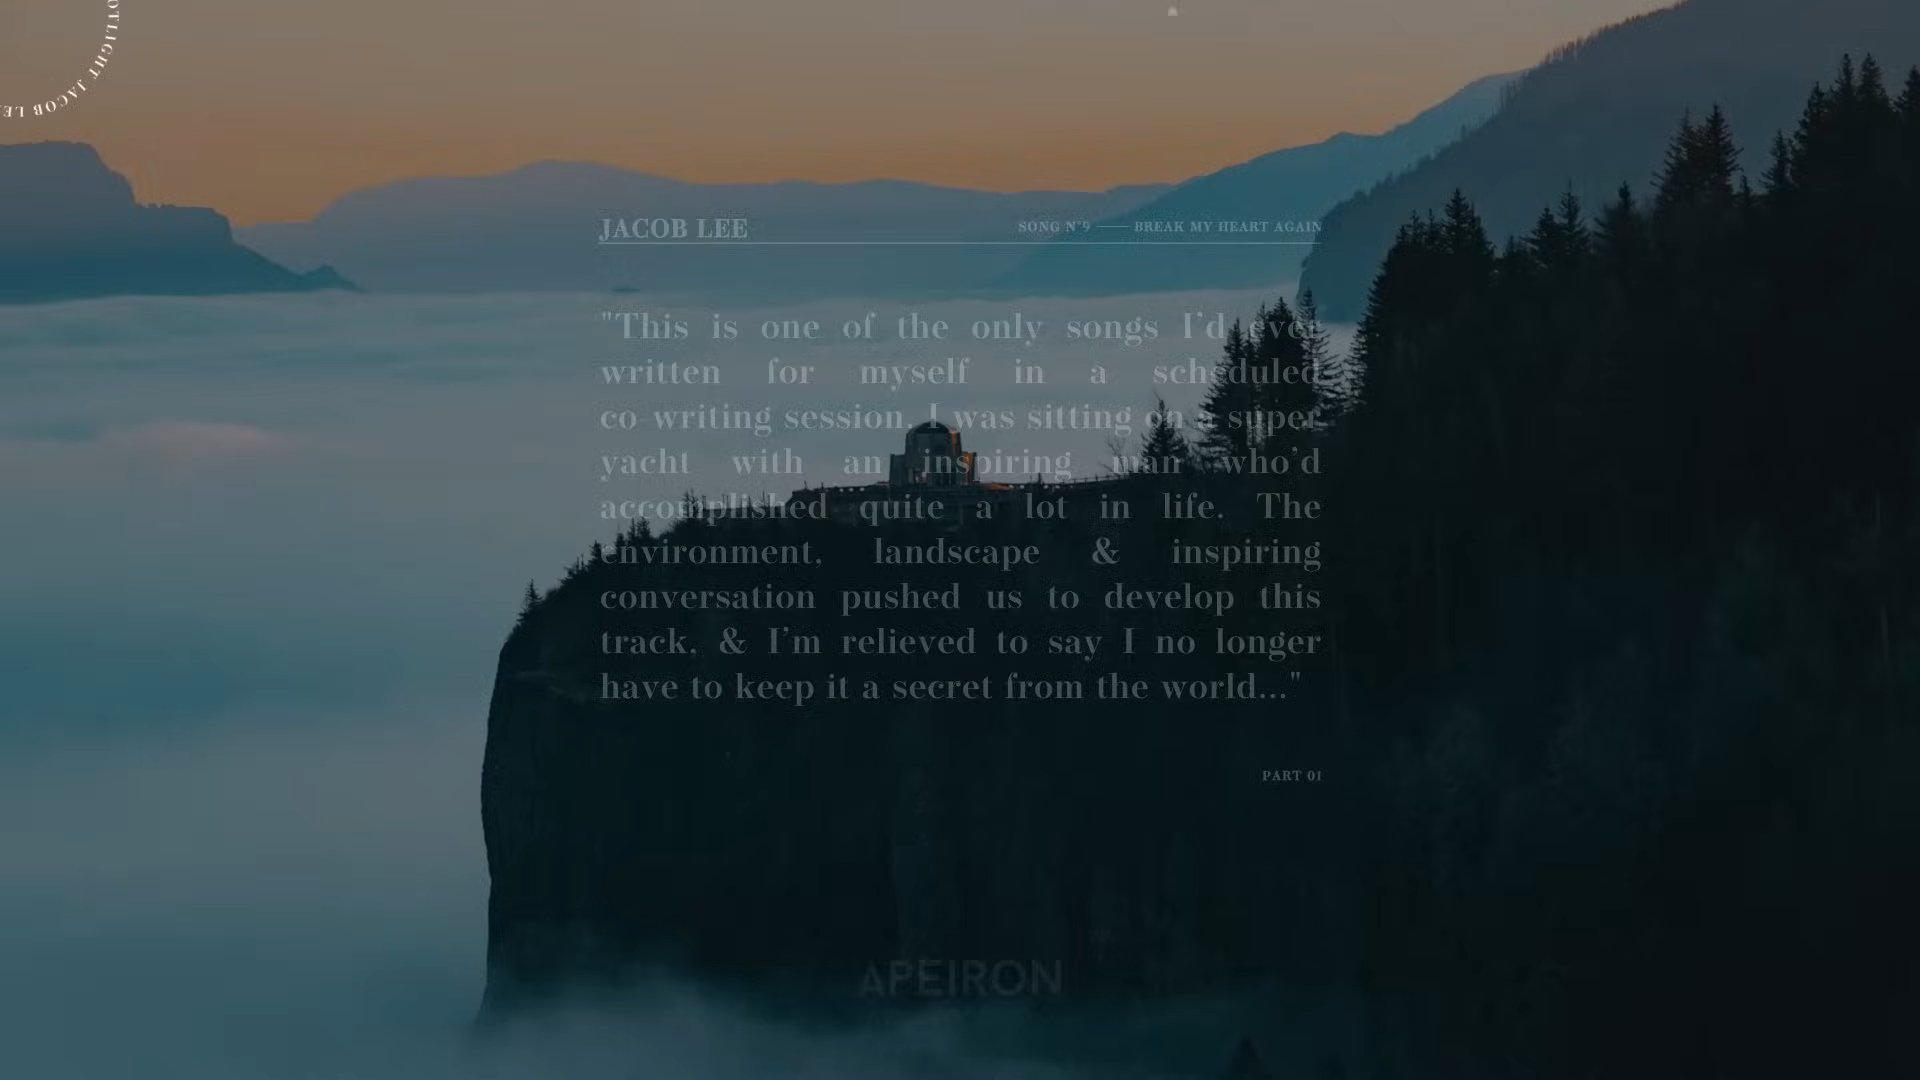 OTLIGHT JACOB LE
JACOB LEE
SONG N°9 —— BREAK MY HEART AGAIN
"This is one of the only songs I'd ever
written for myself in a scheduled
co-writing session. I was sitting on a super
yacht with an inspiring man who'd
accomplished quite a lot in life. The
environment, landscape & inspiring
conversation pushed us to develop this
track, & I'm relieved to say I no longer
have to keep it a secret from the world..."
PART 01
APEIRON